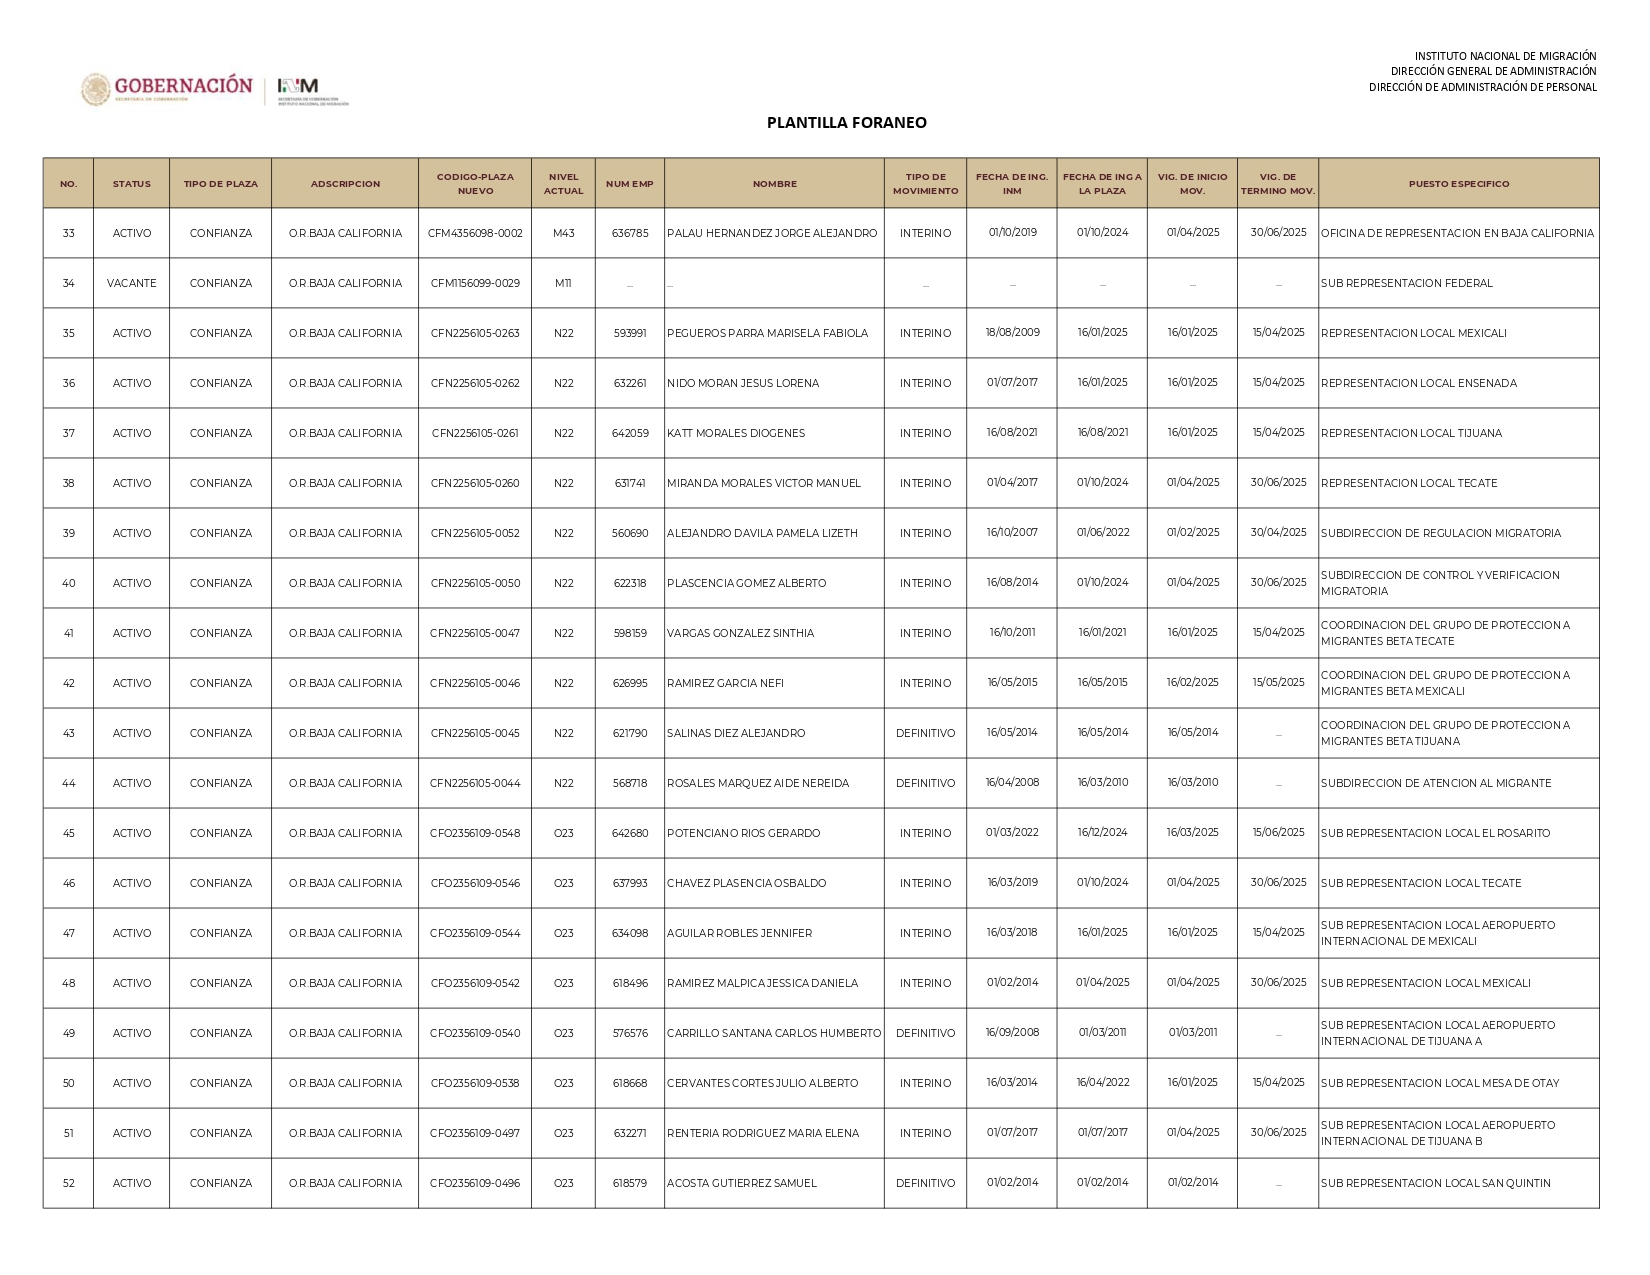 INSTITUTO NACIONAL DE MIGRACIÓN
DIRECCIÓN GENERAL DE ADMINISTRACIÓN
DIRECCIÓN DE ADMINISTRACIÓN DE PERSONAL
GOBERNACIÓN
SECRETARÍA DE GOBERNACIÓN
INM
SECRETARÍA DE GOBERNACIÓN
INSTITUTO NACIONAL DE MIGRACIÓN
PLANTILLA FORANEO
NO. STATUS TIPO DE PLAZA ADSCRIPCION CODIGO-PLAZA NUEVO NIVEL ACTUAL NUM EMP NOMBRE TIPO DE MOVIMIENTO FECHA DE ING. INM FECHA DE ING A LA PLAZA VIG. DE INICIO MOV. VIG. DE TERMINO MOV. PUESTO ESPECIFICO
33 ACTIVO CONFIANZA O.R.BAJA CALIFORNIA CFM4356098-0002 M43 636785 PALAU HERNANDEZ JORGE ALEJANDRO INTERINO 01/10/2019 01/10/2024 01/04/2025 30/06/2025 OFICINA DE REPRESENTACION EN BAJA CALIFORNIA
34 VACANTE CONFIANZA O.R.BAJA CALIFORNIA CFM1156099-0029 M11 ... ... ... ... ... ... ... SUB REPRESENTACION FEDERAL
35 ACTIVO CONFIANZA O.R.BAJA CALIFORNIA CFN2256105-0263 N22 593991 PEGUEROS PARRA MARISELA FABIOLA INTERINO 18/08/2009 16/01/2025 16/01/2025 15/04/2025 REPRESENTACION LOCAL MEXICALI
36 ACTIVO CONFIANZA O.R.BAJA CALIFORNIA CFN2256105-0262 N22 632261 NIDO MORAN JESUS LORENA INTERINO 01/07/2017 16/01/2025 16/01/2025 15/04/2025 REPRESENTACION LOCAL ENSENADA
37 ACTIVO CONFIANZA O.R.BAJA CALIFORNIA CFN2256105-0261 N22 642059 KATT MORALES DIOGENES INTERINO 16/08/2021 16/08/2021 16/01/2025 15/04/2025 REPRESENTACION LOCAL TIJUANA
38 ACTIVO CONFIANZA O.R.BAJA CALIFORNIA CFN2256105-0260 N22 631741 MIRANDA MORALES VICTOR MANUEL INTERINO 01/04/2017 01/10/2024 01/04/2025 30/06/2025 REPRESENTACION LOCAL TECATE
39 ACTIVO CONFIANZA O.R.BAJA CALIFORNIA CFN2256105-0052 N22 560690 ALEJANDRO DAVILA PAMELA LIZETH INTERINO 16/10/2007 01/06/2022 01/02/2025 30/04/2025 SUBDIRECCION DE REGULACION MIGRATORIA
40 ACTIVO CONFIANZA O.R.BAJA CALIFORNIA CFN2256105-0050 N22 622318 PLASCENCIA GOMEZ ALBERTO INTERINO 16/08/2014 01/10/2024 01/04/2025 30/06/2025 SUBDIRECCION DE CONTROL Y VERIFICACION
MIGRATORIA
41 ACTIVO CONFIANZA O.R.BAJA CALIFORNIA CFN2256105-0047 N22 598159 VARGAS GONZALEZ SINTHIA INTERINO 16/10/2011 16/01/2021 16/01/2025 15/04/2025 COORDINACION DEL GRUPO DE PROTECCION A
MIGRANTES BETA TECATE
42 ACTIVO CONFIANZA O.R.BAJA CALIFORNIA CFN2256105-0046 N22 626995 RAMIREZ GARCIA NEFI INTERINO 16/05/2015 16/05/2015 16/02/2025 15/05/2025 COORDINACION DEL GRUPO DE PROTECCION A
MIGRANTES BETA MEXICALI
43 ACTIVO CONFIANZA O.R.BAJA CALIFORNIA CFN2256105-0045 N22 621790 SALINAS DIEZ ALEJANDRO DEFINITIVO 16/05/2014 16/05/2014 16/05/2014 ... COORDINACION DEL GRUPO DE PROTECCION A
MIGRANTES BETA TIJUANA
44 ACTIVO CONFIANZA O.R.BAJA CALIFORNIA CFN2256105-0044 N22 568718 ROSALES MARQUEZ AIDE NEREIDA DEFINITIVO 16/04/2008 16/03/2010 16/03/2010 ... SUBDIRECCION DE ATENCION AL MIGRANTE
45 ACTIVO CONFIANZA O.R.BAJA CALIFORNIA CFO2356109-0548 O23 642680 POTENCIANO RIOS GERARDO INTERINO 01/03/2022 16/12/2024 16/03/2025 15/06/2025 SUB REPRESENTACION LOCAL EL ROSARITO
46 ACTIVO CONFIANZA O.R.BAJA CALIFORNIA CFO2356109-0546 O23 637993 CHAVEZ PLASENCIA OSBALDO INTERINO 16/03/2019 01/10/2024 01/04/2025 30/06/2025 SUB REPRESENTACION LOCAL TECATE
47 ACTIVO CONFIANZA O.R.BAJA CALIFORNIA CFO2356109-0544 O23 634098 AGUILAR ROBLES JENNIFER INTERINO 16/03/2018 16/01/2025 16/01/2025 15/04/2025 SUB REPRESENTACION LOCAL AEROPUERTO
INTERNACIONAL DE MEXICALI
48 ACTIVO CONFIANZA O.R.BAJA CALIFORNIA CFO2356109-0542 O23 618496 RAMIREZ MALPICA JESSICA DANIELA INTERINO 01/02/2014 01/04/2025 01/04/2025 30/06/2025 SUB REPRESENTACION LOCAL MEXICALI
49 ACTIVO CONFIANZA O.R.BAJA CALIFORNIA CFO2356109-0540 O23 576576 CARRILLO SANTANA CARLOS HUMBERTO DEFINITIVO 16/09/2008 01/03/2011 01/03/2011 ... SUB REPRESENTACION LOCAL AEROPUERTO
INTERNACIONAL DE TIJUANA A
50 ACTIVO CONFIANZA O.R.BAJA CALIFORNIA CFO2356109-0538 O23 618668 CERVANTES CORTES JULIO ALBERTO INTERINO 16/03/2014 16/04/2022 16/01/2025 15/04/2025 SUB REPRESENTACION LOCAL MESA DE OTAY
51 ACTIVO CONFIANZA O.R.BAJA CALIFORNIA CFO2356109-0497 O23 632271 RENTERIA RODRIGUEZ MARIA ELENA INTERINO 01/07/2017 01/07/2017 01/04/2025 30/06/2025 SUB REPRESENTACION LOCAL AEROPUERTO
INTERNACIONAL DE TIJUANA B
52 ACTIVO CONFIANZA O.R.BAJA CALIFORNIA CFO2356109-0496 O23 618579 ACOSTA GUTIERREZ SAMUEL DEFINITIVO 01/02/2014 01/02/2014 01/02/2014 ... SUB REPRESENTACION LOCAL SAN QUINTIN